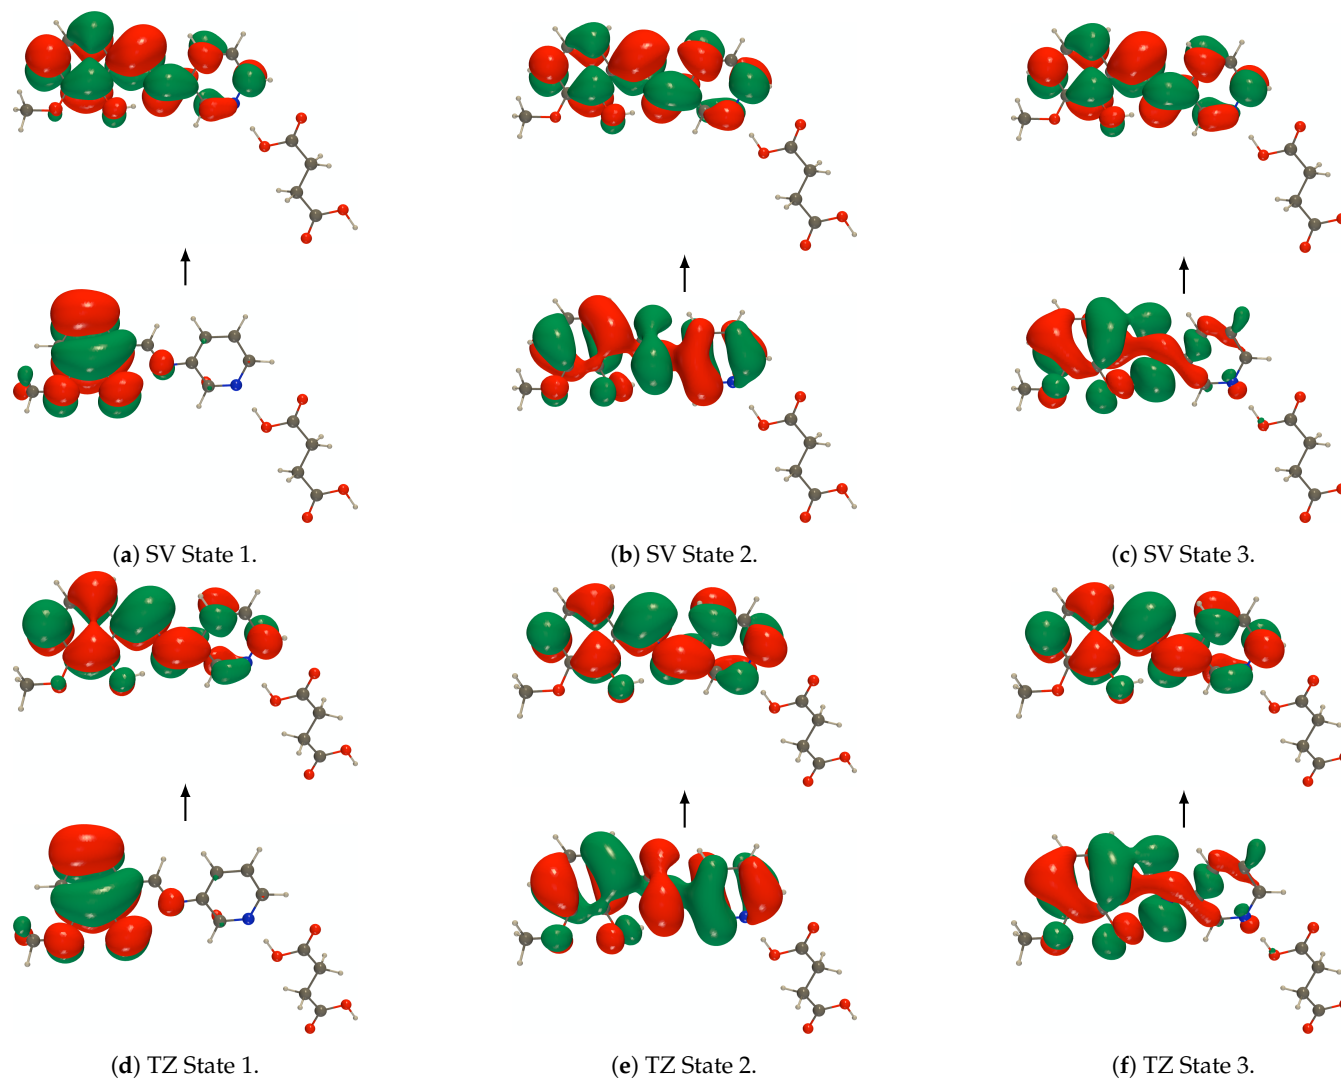 (a) SV State 1.
(b) SV State 2.
(c) SV State 3.
(d) TZ State 1.
(e) TZ State 2.
(f) TZ State 3.